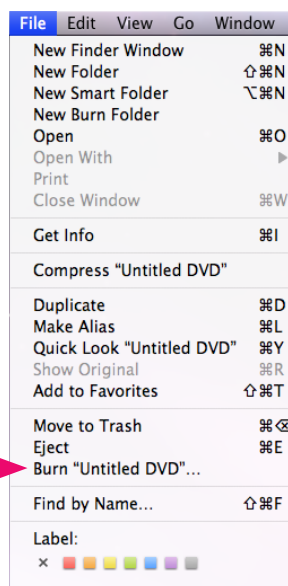 File Edit View Go Window
New Finder Window ⌘N
New Folder ⇧⌘N
New Smart Folder ⌥⌘N
New Burn Folder
Open ⌘O
Open With ▶
Print
Close Window ⌘W
Get Info ⌘I
Compress “Untitled DVD”
Duplicate ⌘D
Make Alias ⌘L
Quick Look “Untitled DVD” ⌘Y
Show Original ⌘R
Add to Favorites ⇧⌘T
Move to Trash ⌘⌫
Eject ⌘E
Burn “Untitled DVD”...
Find by Name... ⇧⌘F
Label:
×